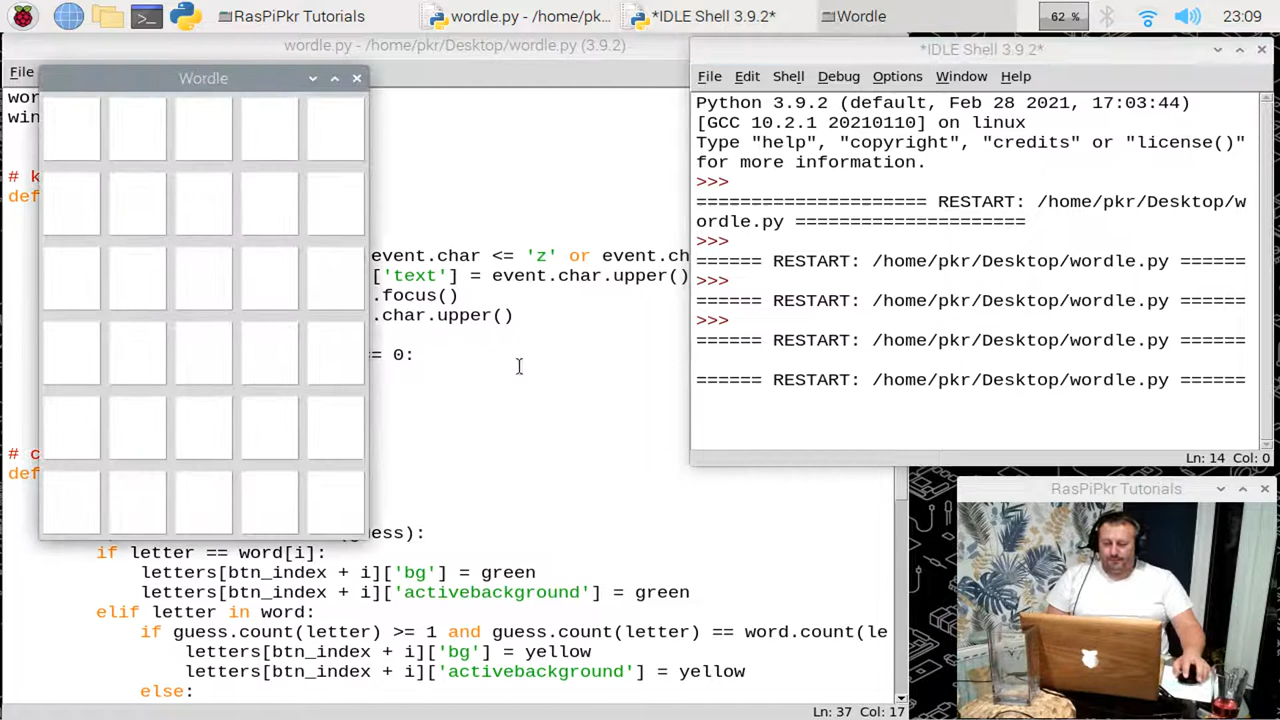 RasPiPkr Tutorials
wordle.py - /home/pk...
*IDLE Shell 3.9.2*
Wordle
62 %
23:09
wordle.py - /home/pkr/Desktop/wordle.py (3.9.2)
File
wor
win
# k
def
Wordle
event.char <= 'z' or event.ch
['text'] = event.char.upper()
.focus()
.char.upper()
= 0:
# c
def
ess):
if letter == word[i]:
letters[btn_index + i]['bg'] = green
letters[btn_index + i]['activebackground'] = green
elif letter in word:
if guess.count(letter) >= 1 and guess.count(letter) == word.count(le
letters[btn_index + i]['bg'] = yellow
letters[btn_index + i]['activebackground'] = yellow
else:
Ln: 37 Col: 17
*IDLE Shell 3.9.2*
File Edit Shell Debug Options Window Help
Python 3.9.2 (default, Feb 28 2021, 17:03:44)
[GCC 10.2.1 20210110] on linux
Type "help", "copyright", "credits" or "license()"
for more information.
>>>
===================== RESTART: /home/pkr/Desktop/w
ordle.py =====================
>>>
====== RESTART: /home/pkr/Desktop/wordle.py ======
>>>
====== RESTART: /home/pkr/Desktop/wordle.py ======
>>>
====== RESTART: /home/pkr/Desktop/wordle.py ======
====== RESTART: /home/pkr/Desktop/wordle.py ======
Ln: 14 Col: 0
RasPiPkr Tutorials